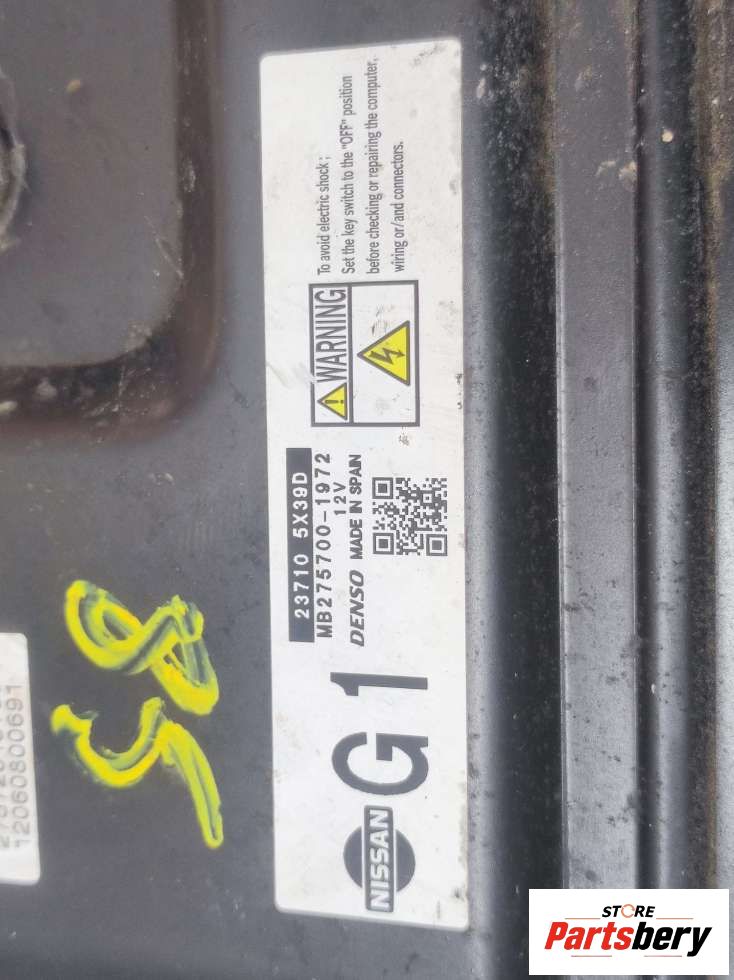 NISSAN
G1
23710 5X39D
MB275700-1972
12V
DENSO MADE IN SPAIN
WARNING
To avoid electric shock;
Set the key switch to the "OFF" position
before checking or repairing the computer,
wiring or/and connectors.
58
12060800691
STORE
Partsbery